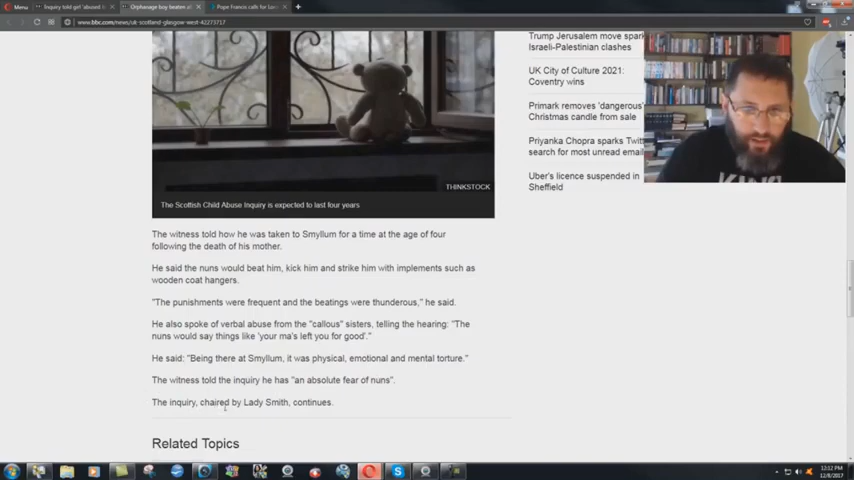 Menu
Inquiry told girl 'aboard t
Orphanage boy beaten a
Pope Francis calls for
www.bbc.com/news/uk-scotland-glasgow-west-42273717
THINKSTOCK
The Scottish Child Abuse Inquiry is expected to last four years
The witness told how he was taken to Smyllum for a time at the age of four
following the death of his mother.
He said the nuns would beat him, kick him and strike him with implements such as
wooden coat hangers.
"The punishments were frequent and the beatings were thunderous," he said.
He also spoke of verbal abuse from the "callous" sisters, telling the hearing: "The
nuns would say things like 'your ma's left you for good'."
He said: "Being there at Smyllum, it was physical, emotional and mental torture."
The witness told the inquiry he has "an absolute fear of nuns".
The inquiry, chaired by Lady Smith, continues.
Related Topics
Trump Jerusalem move spark
Israeli-Palestinian clashes
UK City of Culture 2021:
Coventry wins
Primark removes 'dangerous'
Christmas candle from sale
Priyanka Chopra sparks Twitt
search for most unread email
Uber's licence suspended in
Sheffield
12:12 PM
12/8/2017